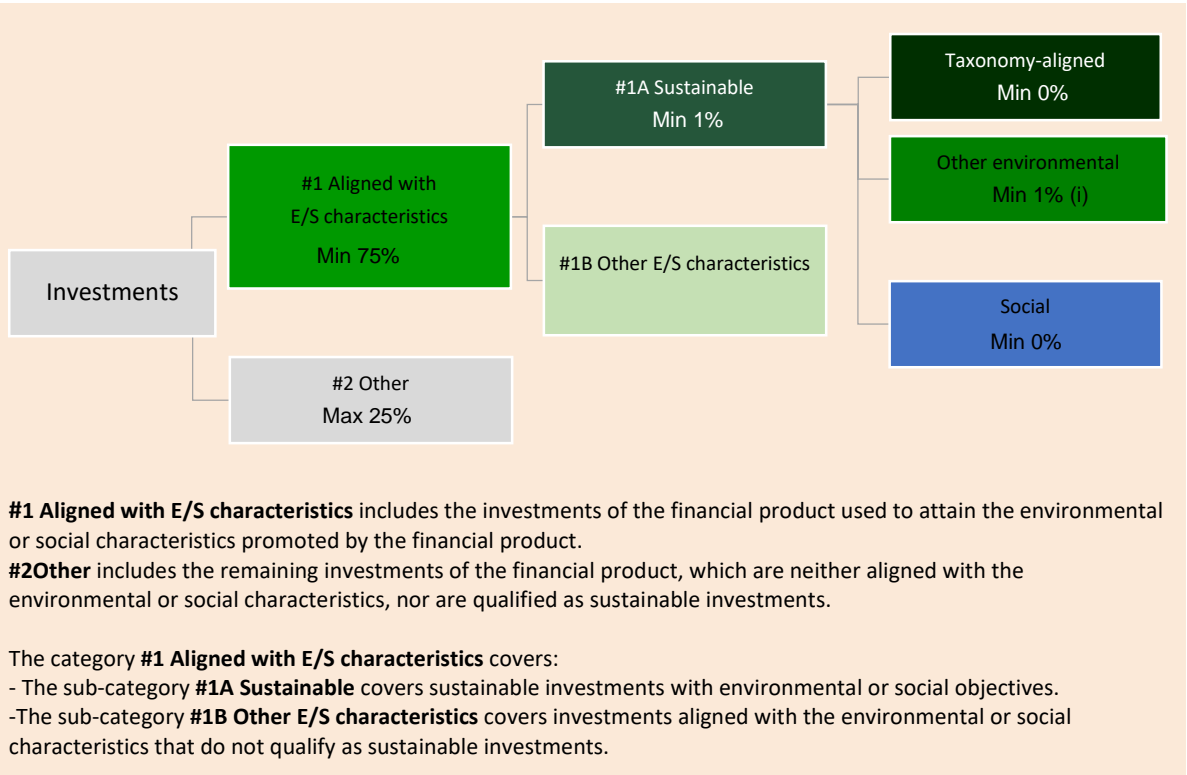 Investments
#1 Aligned with
E/S characteristics
Min 75%
#2 Other
Max 25%
#1A Sustainable
Min 1%
#1B Other E/S characteristics
Taxonomy-aligned
Min 0%
Other environmental
Min 1% (i)
Social
Min 0%
#1 Aligned with E/S characteristics includes the investments of the financial product used to attain the environmental
or social characteristics promoted by the financial product.
#2Other includes the remaining investments of the financial product, which are neither aligned with the
environmental or social characteristics, nor are qualified as sustainable investments.
The category #1 Aligned with E/S characteristics covers:
- The sub-category #1A Sustainable covers sustainable investments with environmental or social objectives.
-The sub-category #1B Other E/S characteristics covers investments aligned with the environmental or social
characteristics that do not qualify as sustainable investments.